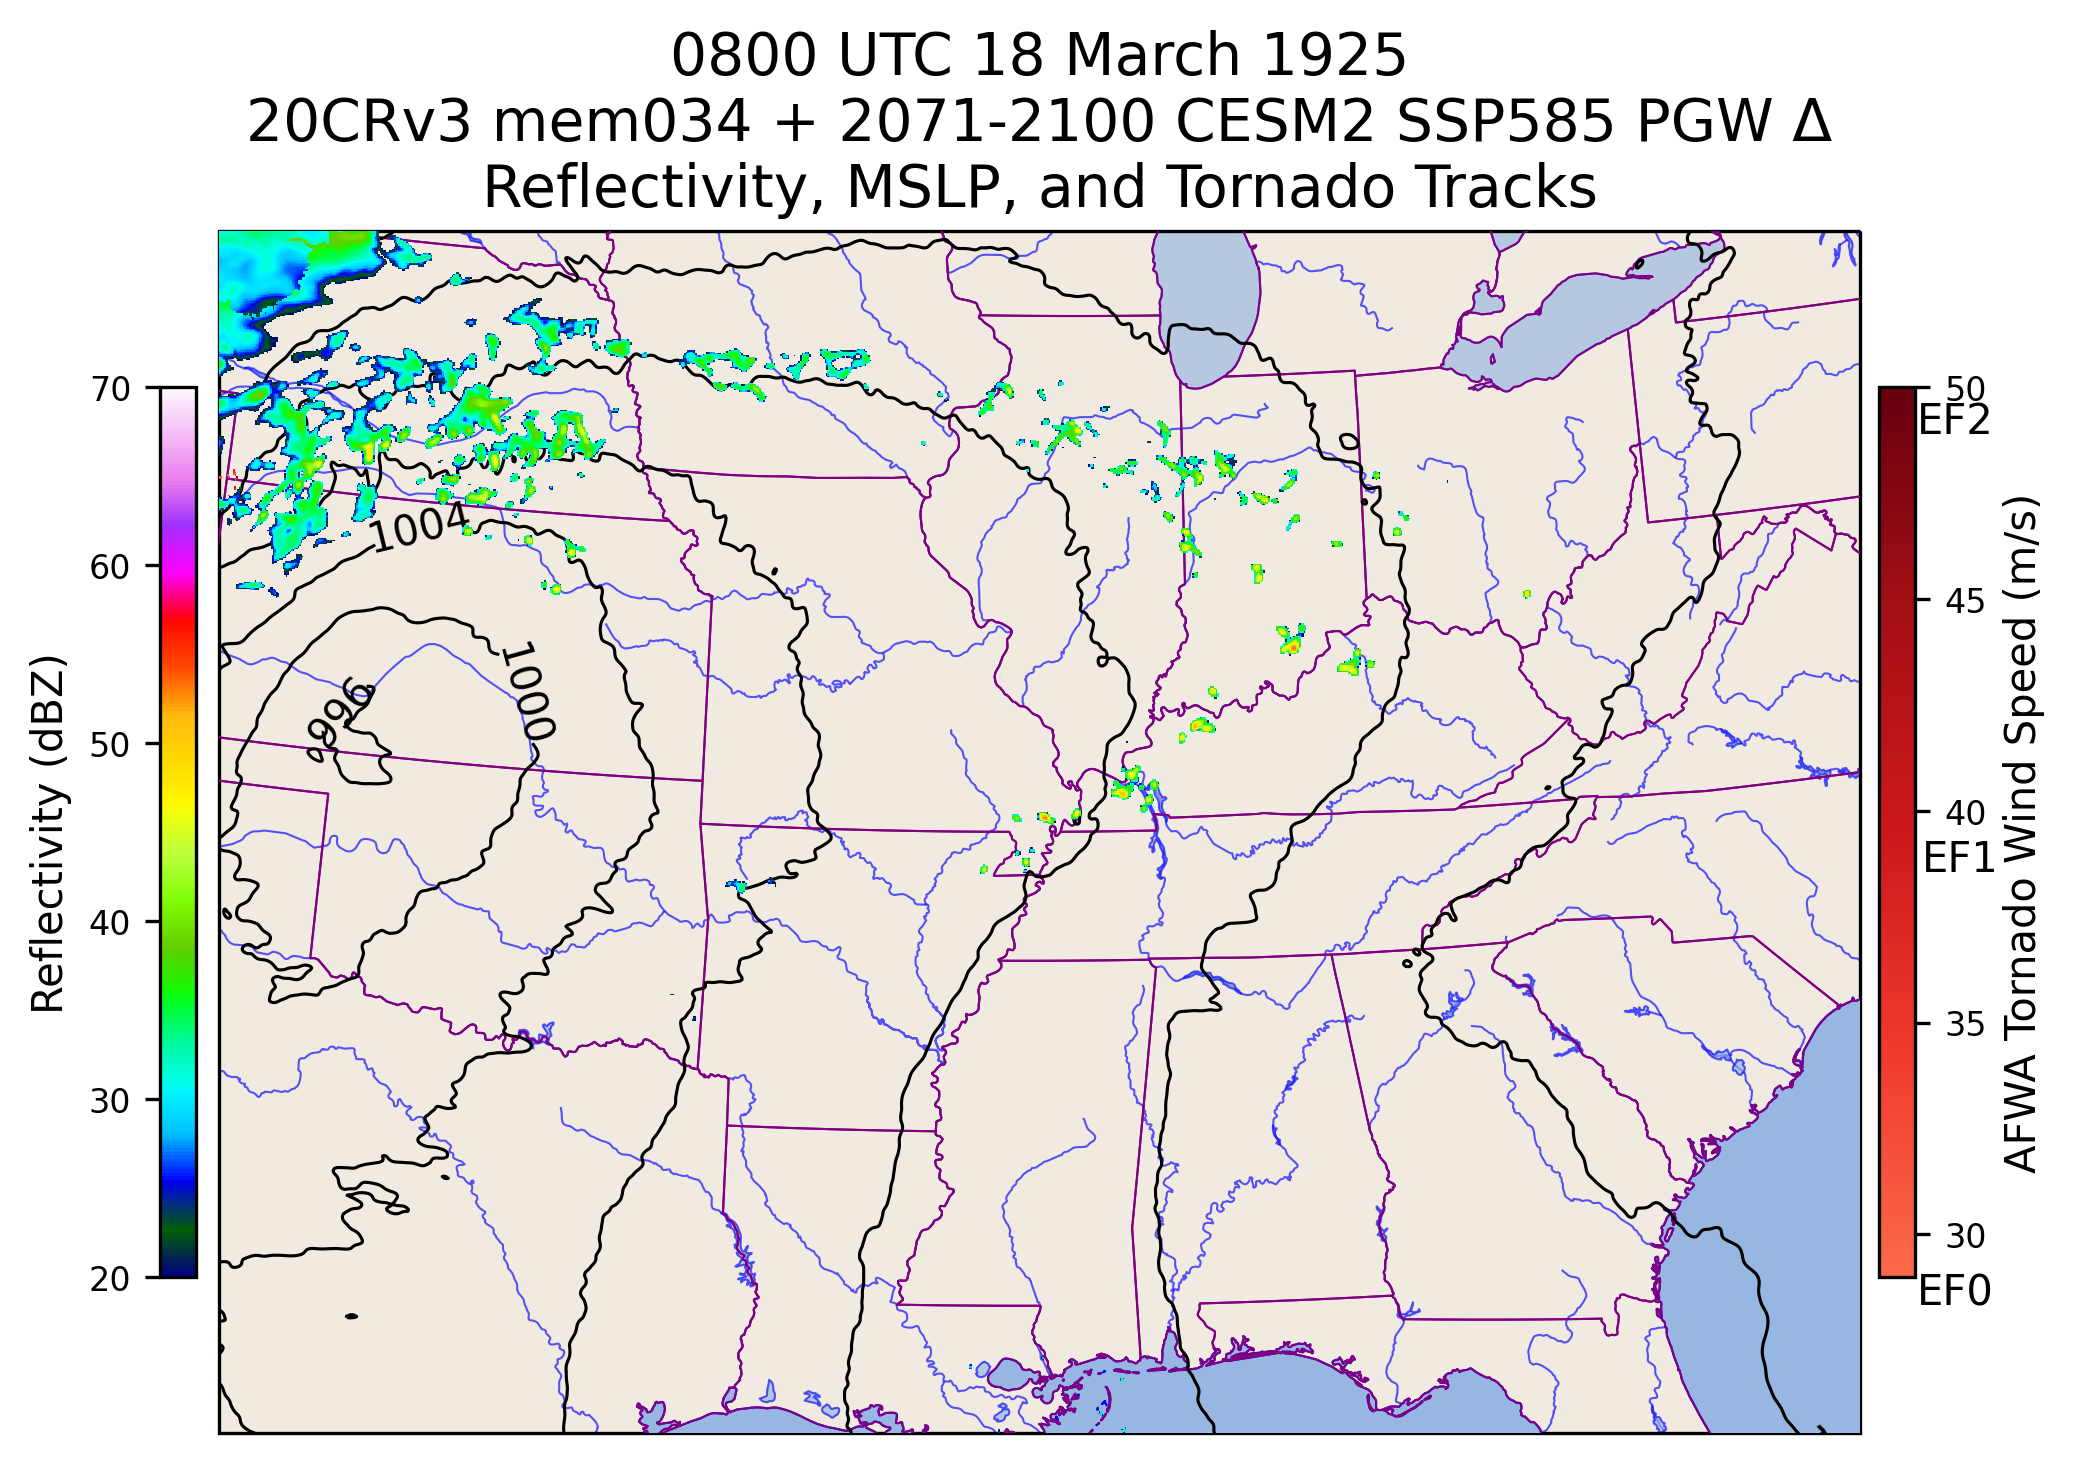 0800 UTC 18 March 1925
20CRv3 mem034 + 2071-2100 CESM2 SSP585 PGW Δ
Reflectivity, MSLP, and Tornado Tracks
70
60
50
40
30
20
Reflectivity (dBZ)
1004
1000
996
50
EF2
45
40
EF1
35
30
EF0
AFWA Tornado Wind Speed (m/s)